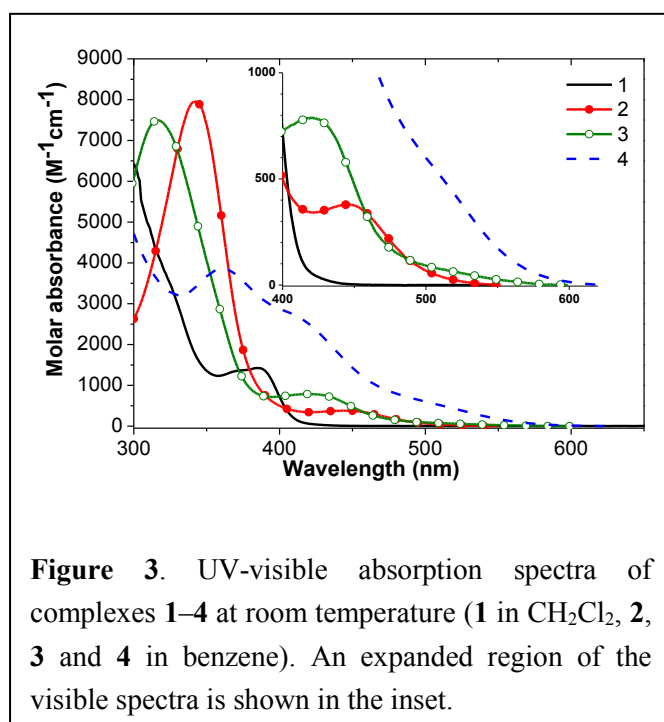 9000
8000
7000
6000
5000
4000
3000
2000
1000
0
Molar absorbance (M-1cm-1)
300 400 500 600
Wavelength (nm)
1000
500
0
400 500 600
1
2
3
4
Figure 3. UV-visible absorption spectra of
complexes 1–4 at room temperature (1 in CH₂Cl₂, 2,
3 and 4 in benzene). An expanded region of the
visible spectra is shown in the inset.